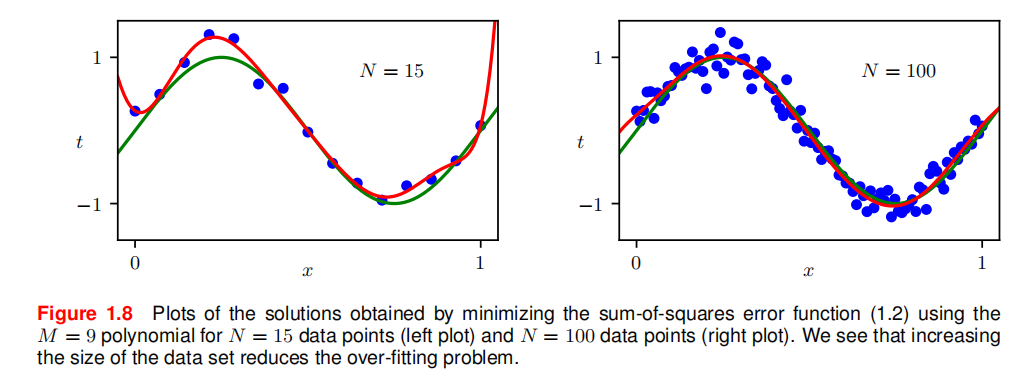 1
t
−1
0
x
1
N = 15
1
t
−1
0
x
1
N = 100
Figure 1.8 Plots of the solutions obtained by minimizing the sum-of-squares error function (1.2) using the
M = 9 polynomial for N = 15 data points (left plot) and N = 100 data points (right plot). We see that increasing
the size of the data set reduces the over-fitting problem.